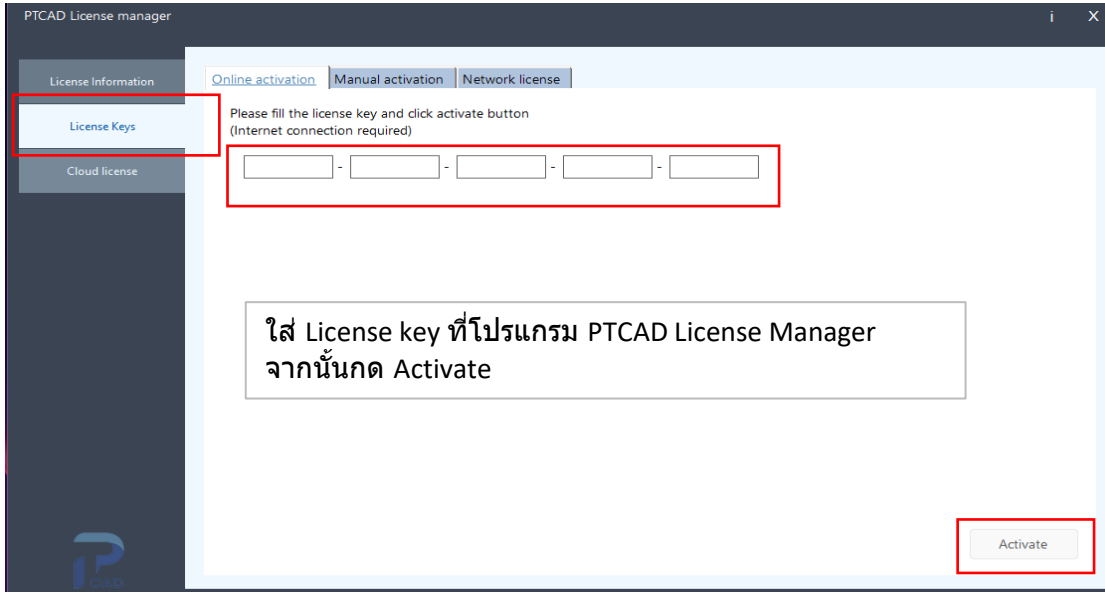 PTCAD License manager
i X
License Information
License Keys
Cloud license
Online activation Manual activation Network license
Please fill the license key and click activate button
(Internet connection required)
- - - -
ใส่ License key ที่โปรแกรม PTCAD License Manager
จากนั้นกด Activate
Activate
P
CAD